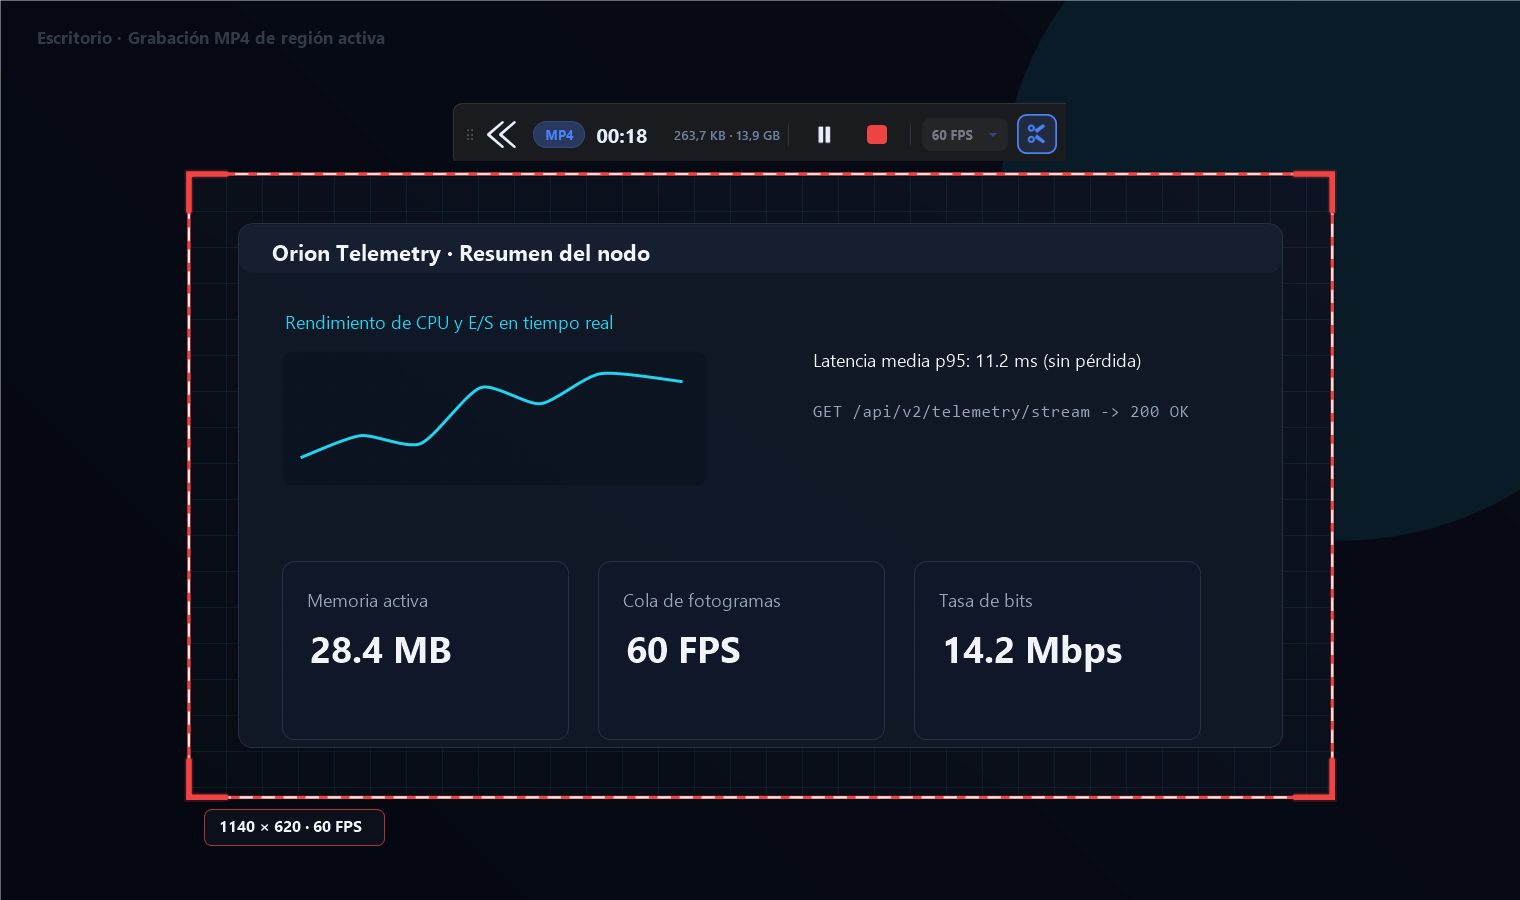 Escritorio · Grabación MP4 de región activa
MP4 00:18 263,7 KB · 13,9 GB 60 FPS
Orion Telemetry · Resumen del nodo
Rendimiento de CPU y E/S en tiempo real
Latencia media p95: 11.2 ms (sin pérdida)
GET /api/v2/telemetry/stream -> 200 OK
Memoria activa
28.4 MB
Cola de fotogramas
60 FPS
Tasa de bits
14.2 Mbps
1140 × 620 · 60 FPS